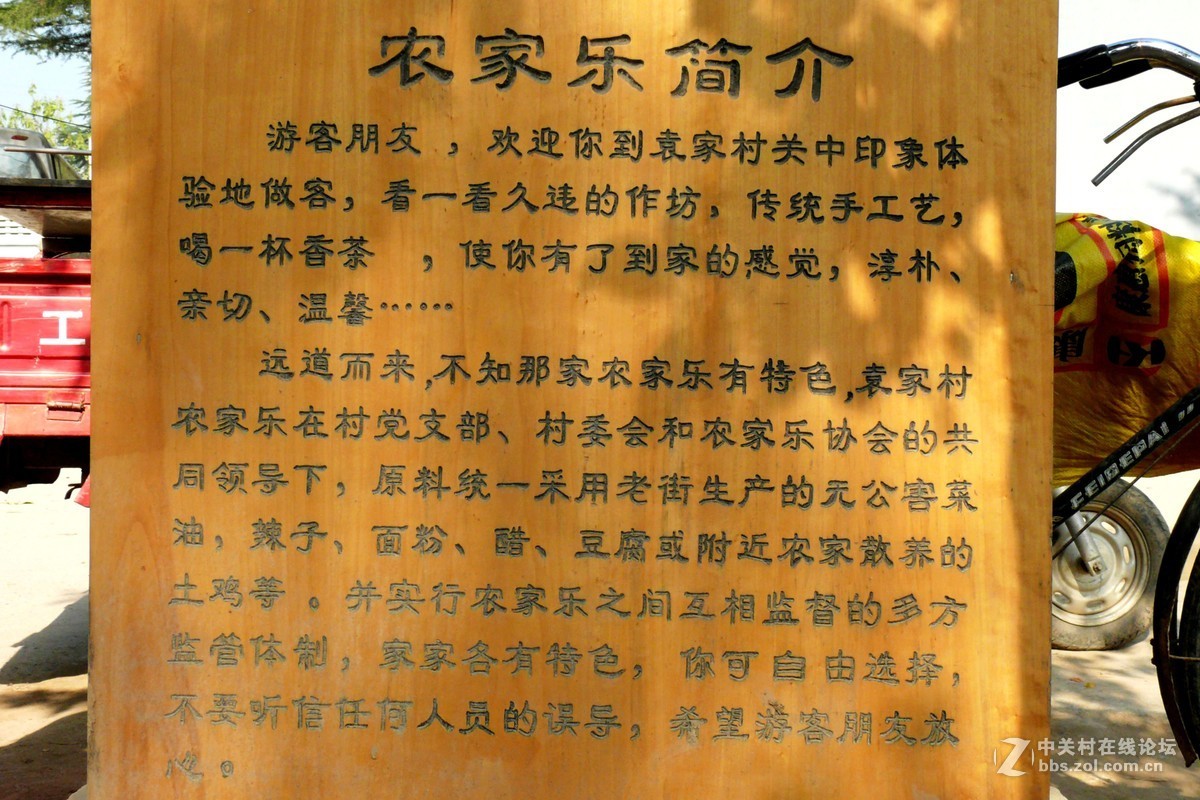 农家乐简介
游客朋友，欢迎你到袁家村关中印象体
验地做客，看一看久违的作坊，传统手工艺，
喝一杯香茶，使你有了到家的感觉，淳朴、
亲切、温馨……
远道而来,不知那家农家乐有特色,袁家村
农家乐在村党支部、村委会和农家乐协会的共
同领导下，原料统一采用老街生产的无公害菜
油，辣子、面粉、醋、豆腐或附近农家散养的
土鸡等。并实行农家乐之间互相监督的多方
监管体制，家家各有特色，你可自由选择，
不要听信任何人员的误导，希望游客朋友放
心。
工
FEIGEPAI
中关村在线论坛
bbs.zol.com.cn